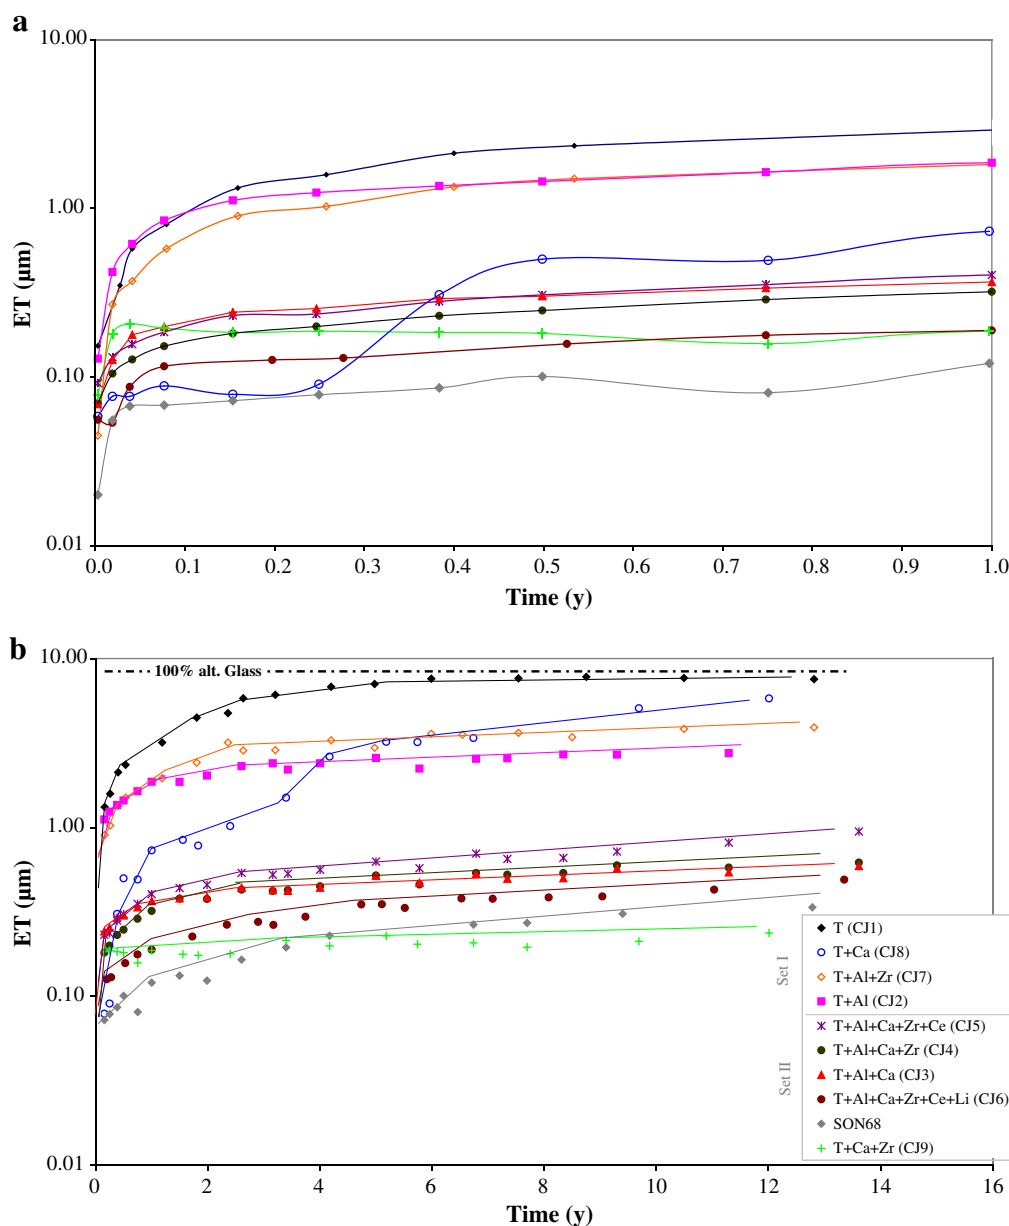 a
10.00
1.00
0.10
0.01
ET (µm)
0.0 0.1 0.2 0.3 0.4 0.5 0.6 0.7 0.8 0.9 1.0
Time (y)
b
10.00
1.00
0.10
0.01
ET (µm)
100% alt. Glass
Set I
Set II
T (CJ1)
T+Ca (CJ8)
T+Al+Zr (CJ7)
T+Al (CJ2)
T+Al+Ca+Zr+Ce (CJ5)
T+Al+Ca+Zr (CJ4)
T+Al+Ca (CJ3)
T+Al+Ca+Zr+Ce+Li (CJ6)
SON68
T+Ca+Zr (CJ9)
0 2 4 6 8 10 12 14 16
Time (y)